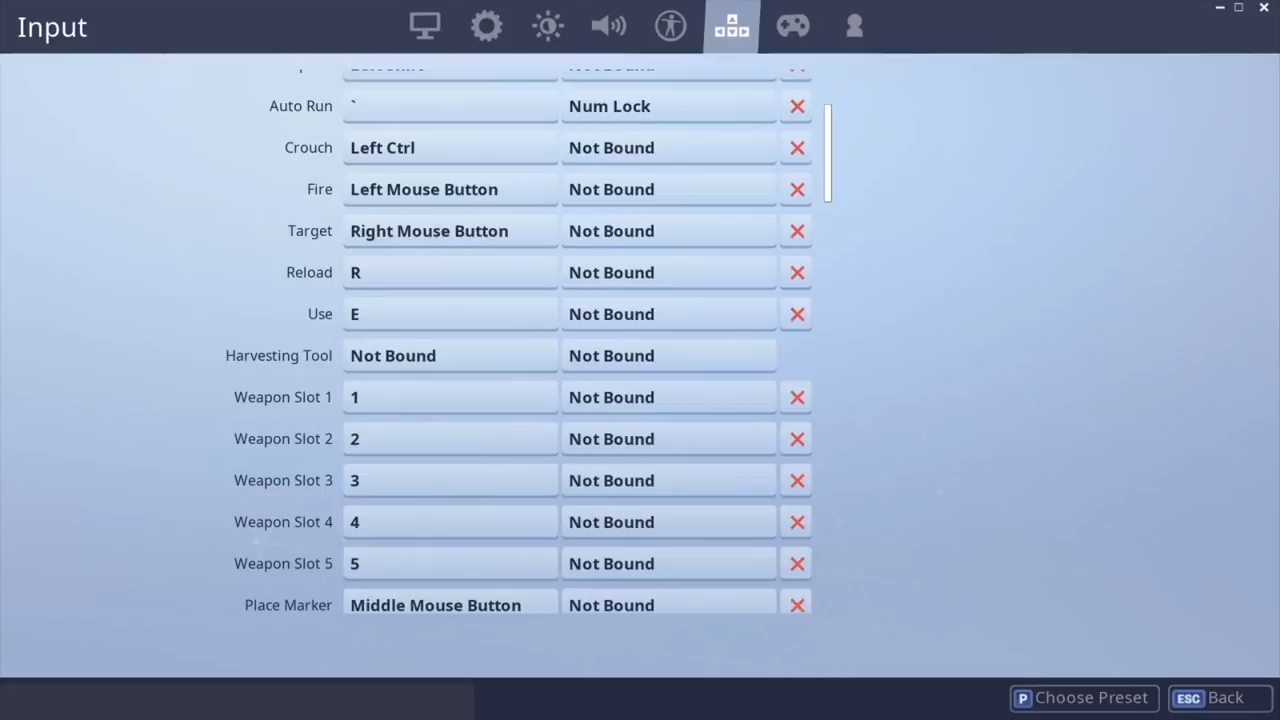 Input
Auto Run ` Num Lock
Crouch Left Ctrl Not Bound
Fire Left Mouse Button Not Bound
Target Right Mouse Button Not Bound
Reload R Not Bound
Use E Not Bound
Harvesting Tool Not Bound Not Bound
Weapon Slot 1 1 Not Bound
Weapon Slot 2 2 Not Bound
Weapon Slot 3 3 Not Bound
Weapon Slot 4 4 Not Bound
Weapon Slot 5 5 Not Bound
Place Marker Middle Mouse Button Not Bound
P Choose Preset ESC Back